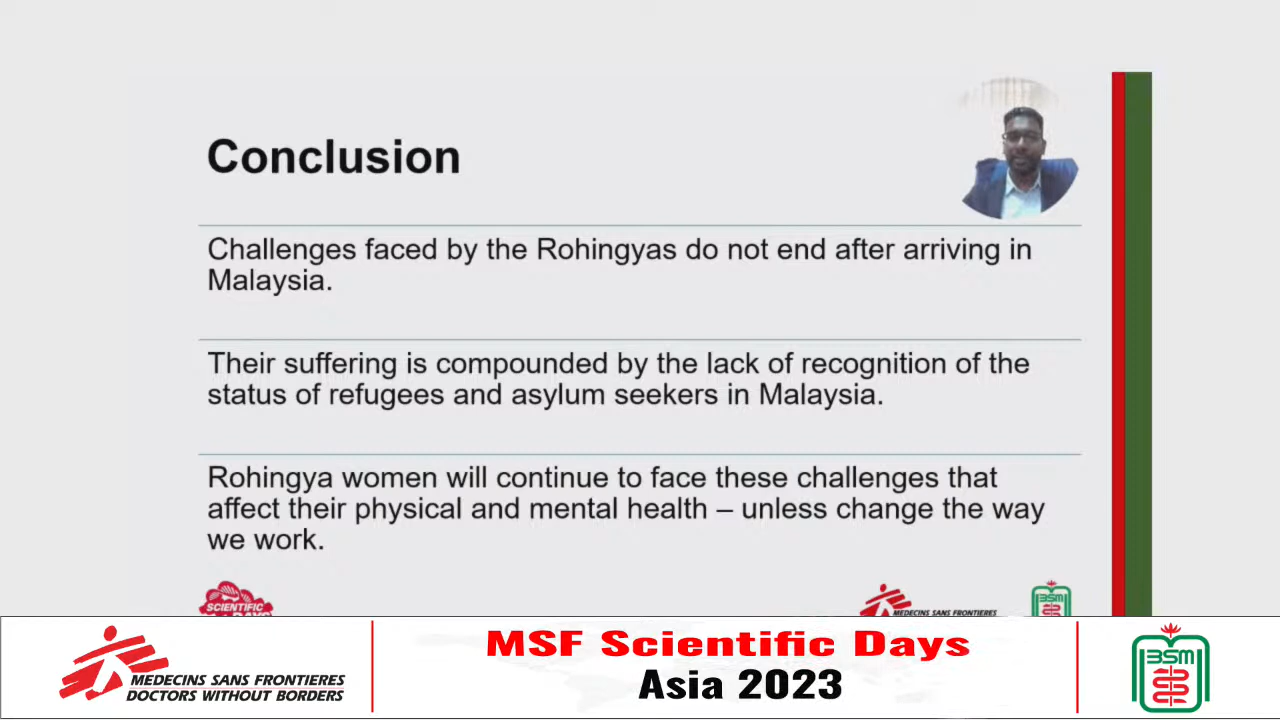 Conclusion
Challenges faced by the Rohingyas do not end after arriving in
Malaysia.
Their suffering is compounded by the lack of recognition of the
status of refugees and asylum seekers in Malaysia.
Rohingya women will continue to face these challenges that
affect their physical and mental health – unless change the way
we work.
SCIENTIFIC
DAYS
MEDECINS SANS FRONTIERES
BSM
MEDECINS SANS FRONTIERES
DOCTORS WITHOUT BORDERS
MSF Scientific Days
Asia 2023
BSM